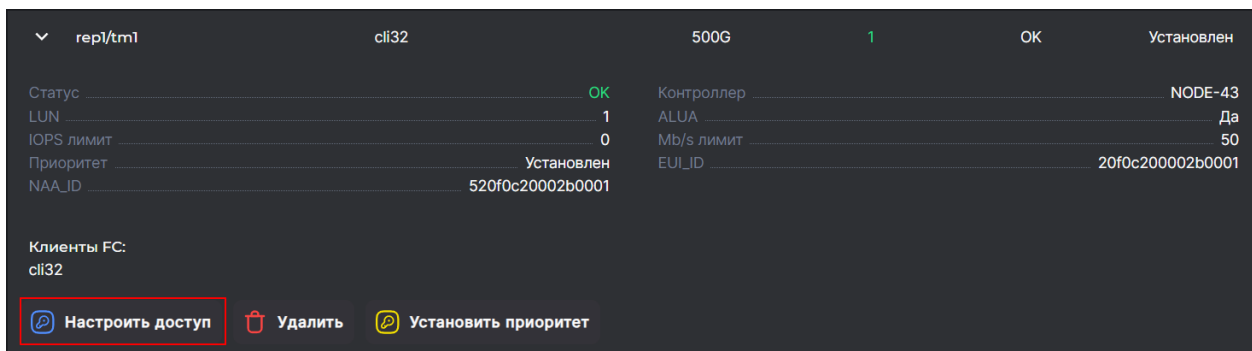 rep1/tm1 cli32 500G 1 OK Установлен
Статус OK Контроллер NODE-43
LUN 1 ALUA Да
IOPS лимит 0 Mb/s лимит 50
Приоритет Установлен EUI_ID 20f0c200002b0001
NAA_ID 520f0c20002b0001
Клиенты FC:
cli32
Настроить доступ Удалить Установить приоритет